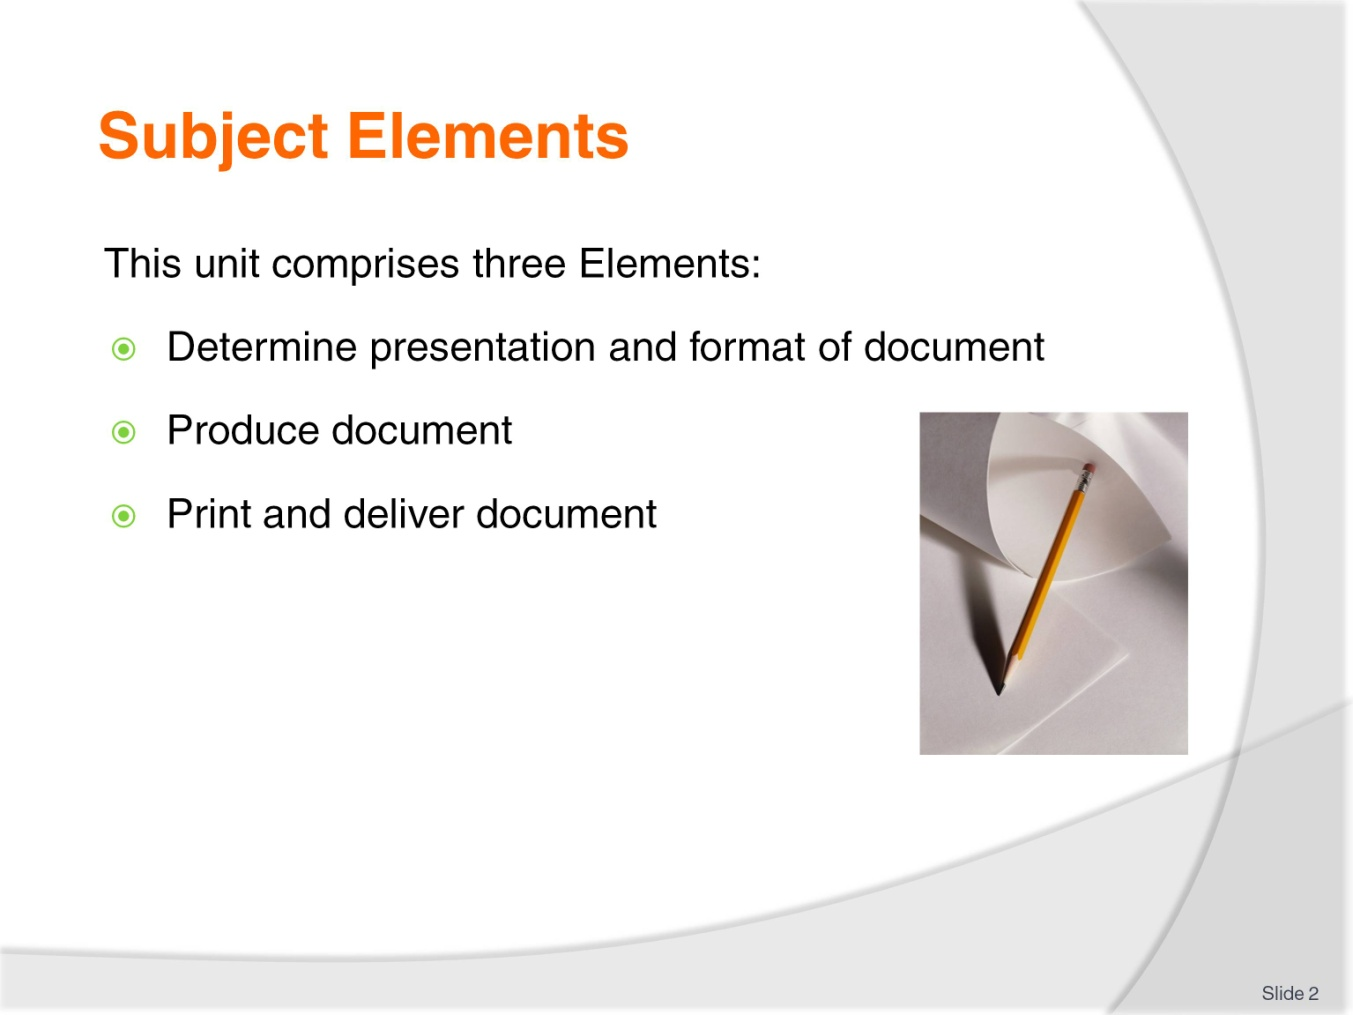 Subject Elements
This unit comprises three Elements:
Determine presentation and format of document
Produce document
Print and deliver document
Slide 2